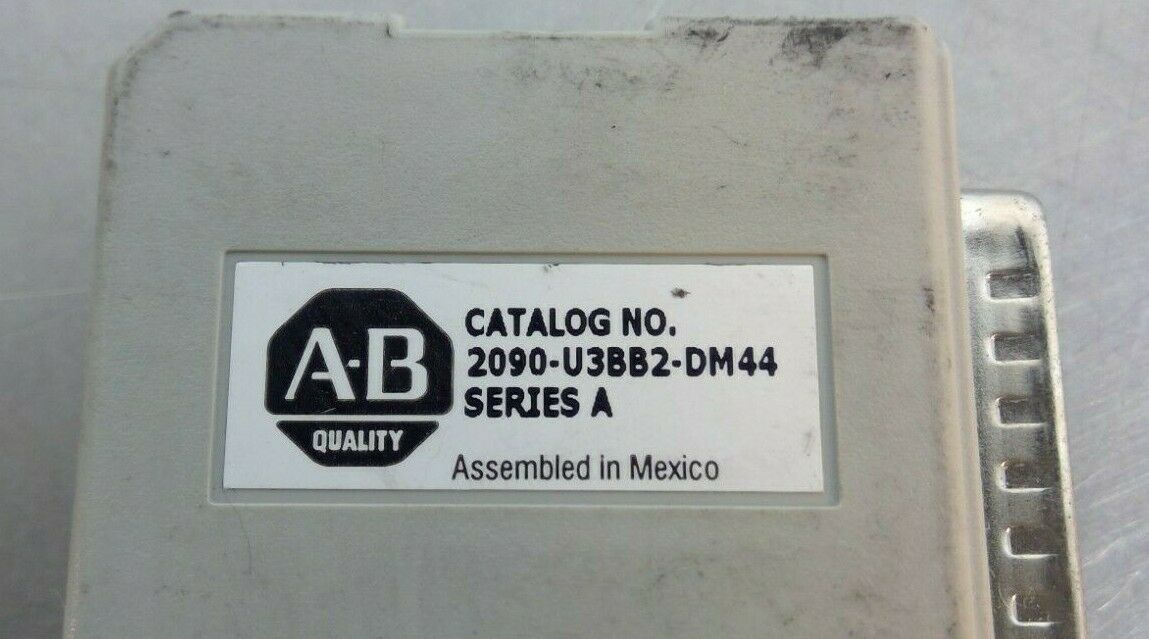 A-B
QUALITY
CATALOG NO.
2090-U3BB2-DM44
SERIES A
Assembled in Mexico